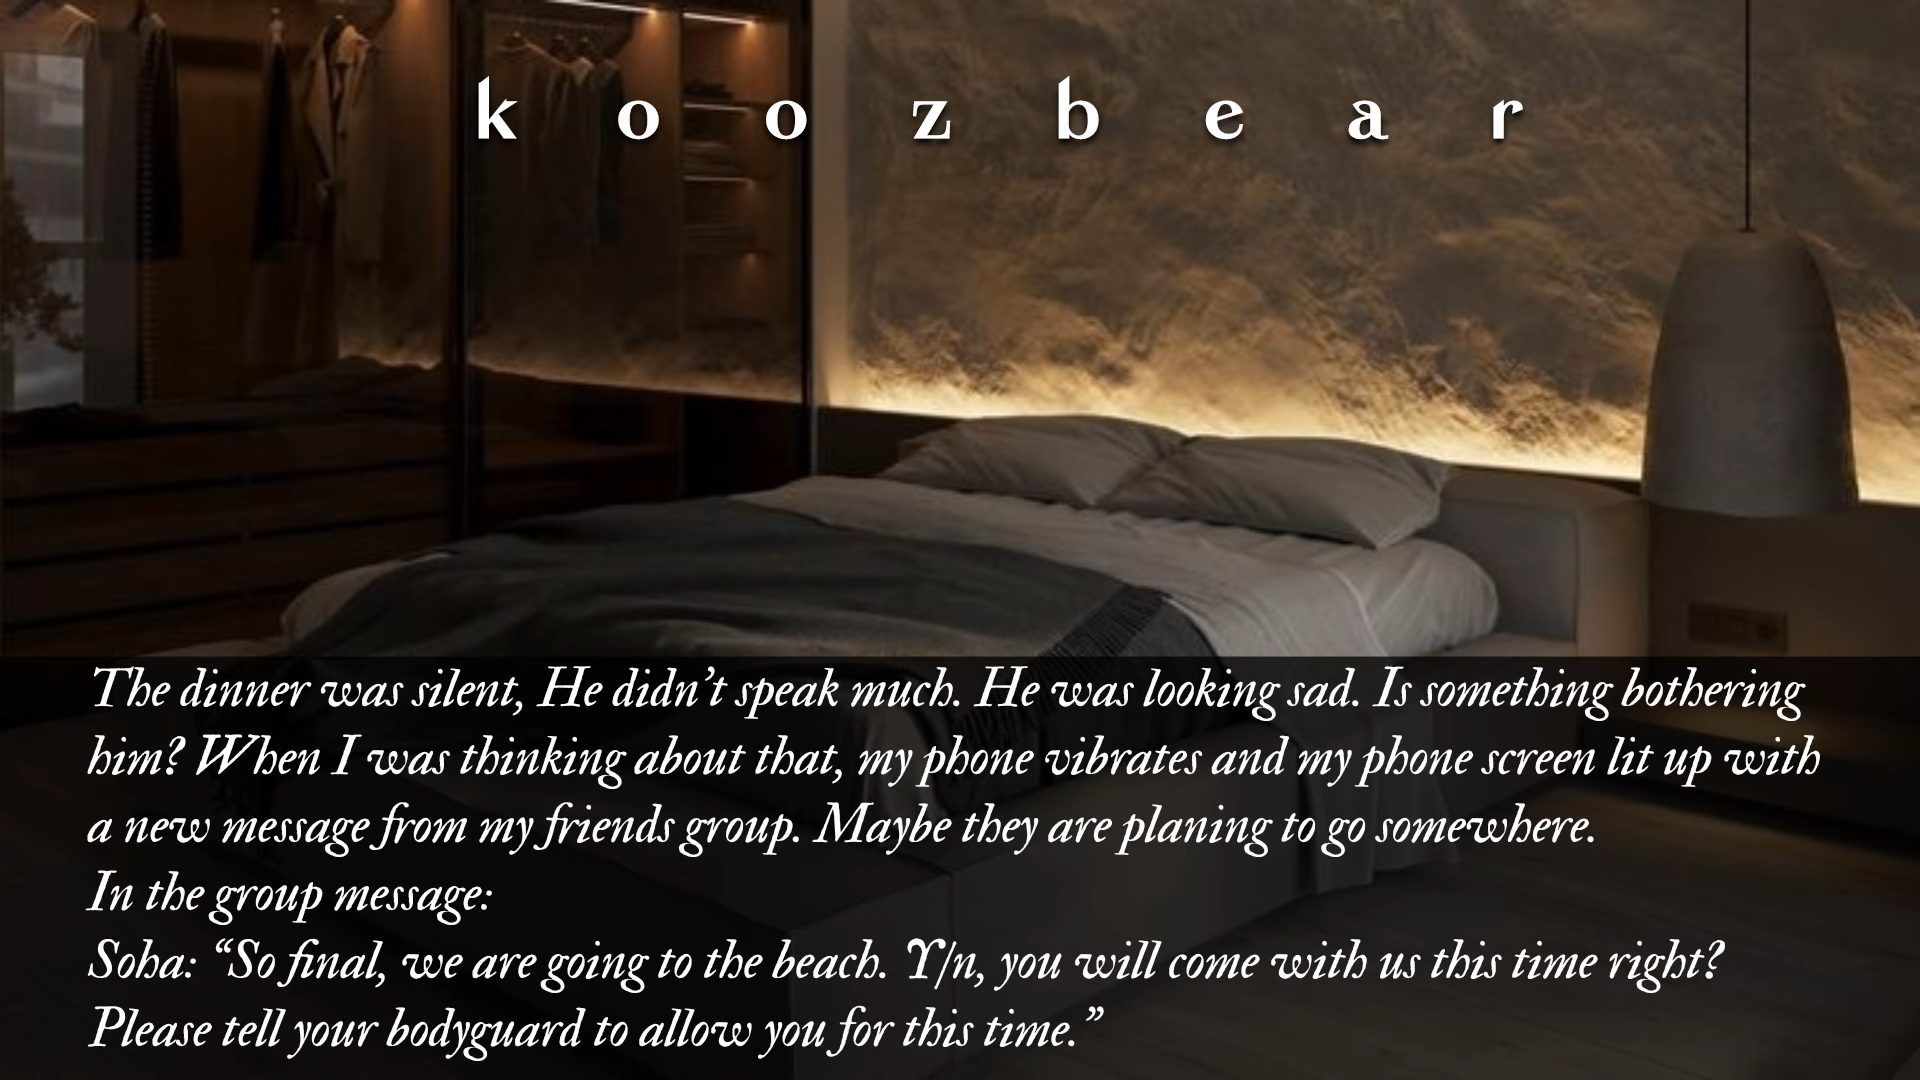 k o o z b e a r
The dinner was silent, He didn’t speak much. He was looking sad. Is something bothering
him? When I was thinking about that, my phone vibrates and my phone screen lit up with
a new message from my friends group. Maybe they are planing to go somewhere.
In the group message:
Soha: “So final, we are going to the beach. Y/n, you will come with us this time right?
Please tell your bodyguard to allow you for this time.”